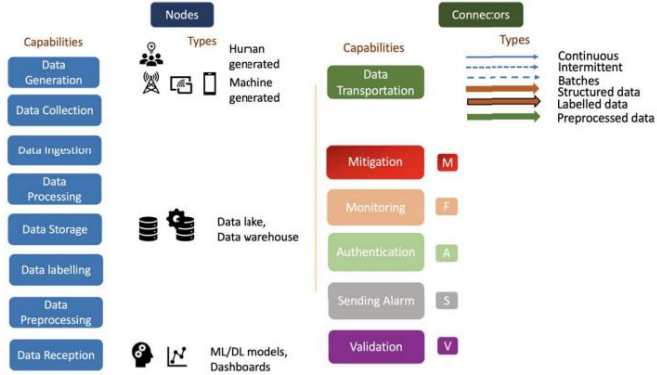 Nodes
Connectors
Capabilities
Types
Data
Generation
Human
generated
Machine
generated
Data Collection
Data Ingestion
Data
Processing
Data Storage
Data lake,
Data warehouse
Data labelling
Data
Preprocessing
Data Reception
ML/DL models,
Dashboards
Capabilities
Types
Data
Transportation
Continuous
Intermittent
Batches
Structured data
Labelled data
Preprocessed data
Mitigation M
Monitoring F
Authentication A
Sending Alarm S
Validation V